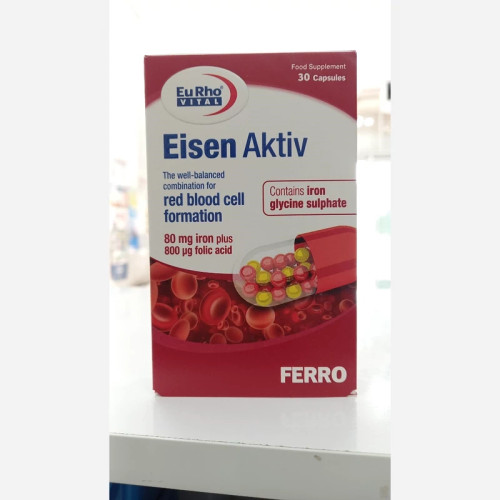 Food Supplement
30 Capsules
EuRho®
VITAL
Eisen Aktiv
The well-balanced
combination for
red blood cell
formation
Contains iron
glycine sulphate
80 mg iron plus
800 µg folic acid
FERRO